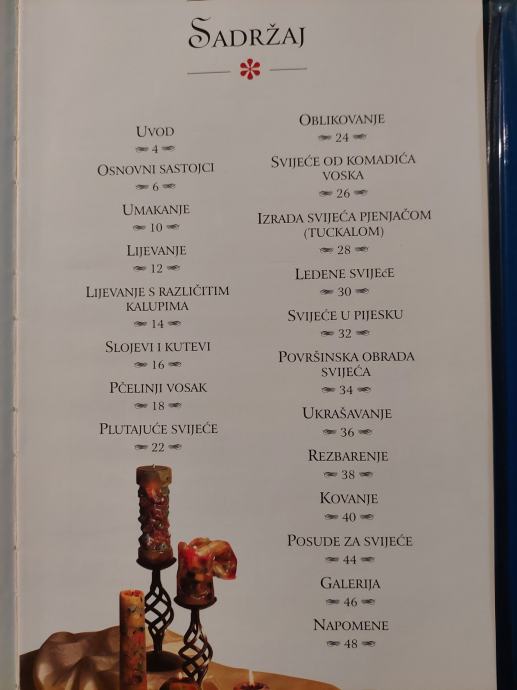 SADRŽAJ
UVOD
4
OSNOVNI SASTOJCI
6
UMAKANJE
10
LIJEVANJE
12
LIJEVANJE S RAZLIČITIM
KALUPIMA
14
SLOJEVI I KUTEVI
16
PČELINJI VOSAK
18
PLUTAJUĆE SVIJEĆE
22
OBLIKOVANJE
24
SVIJEĆE OD KOMADIĆA
VOSKA
26
IZRADA SVIJEĆA PJENJAČOM
(TUCKALOM)
28
LEDENE SVIJEćE
30
SVIJEĆE U PIJESKU
32
POVRŠINSKA OBRADA
SVIJEĆA
34
UKRAŠAVANJE
36
REZBARENJE
38
KOVANJE
40
POSUDE ZA SVIJEĆE
44
GALERIJA
46
NAPOMENE
48